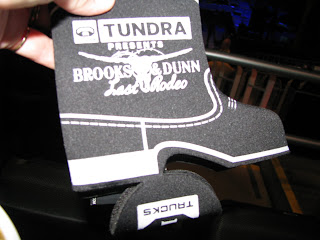 TUNDRA
PRESENTS
BROOKS & DUNN
Last Rodeo
TRUCKS